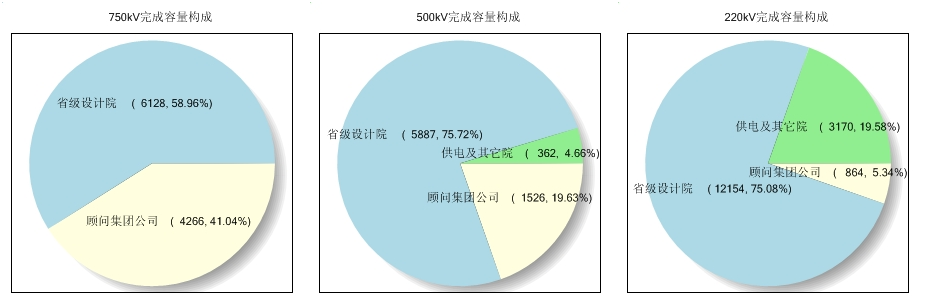 750kV完成容量构成
省级设计院 ( 6128, 58.96%)
顾问集团公司 ( 4266, 41.04%)
500kV完成容量构成
省级设计院 ( 5887, 75.72%)
供电及其它院 ( 362, 4.66%)
顾问集团公司 ( 1526, 19.63%)
220kV完成容量构成
供电及其它院 ( 3170, 19.58%)
顾问集团公司 ( 864, 5.34%)
省级设计院 ( 12154, 75.08%)